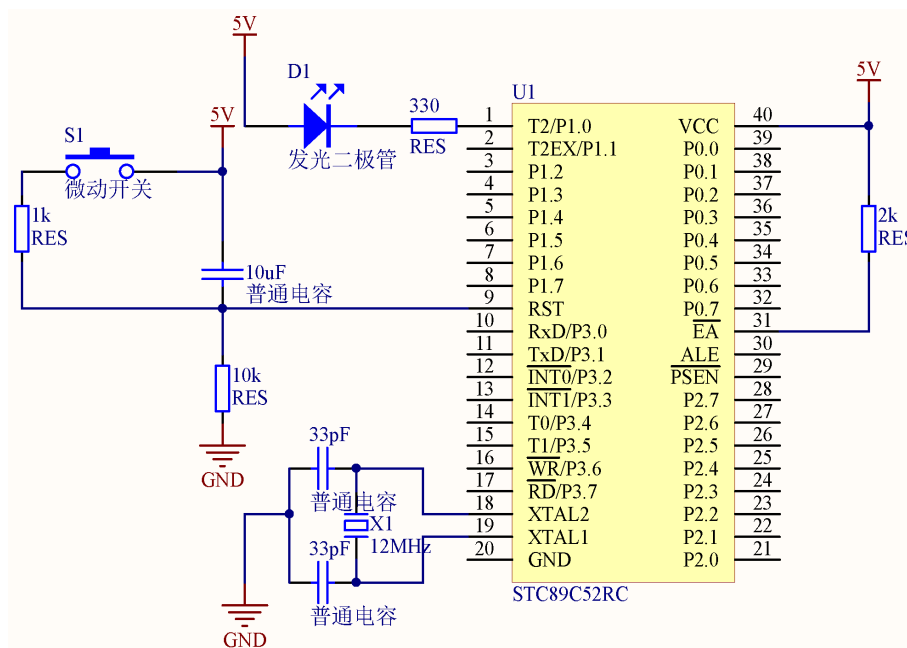 5V
D1
发光二极管
330
RES
5V
S1
微动开关
1k
RES
10uF
普通电容
10k
RES
GND
33pF
普通电容
X1
12MHz
33pF
普通电容
GND
U1
1 T2/P1.0
2 T2EX/P1.1
3 P1.2
4 P1.3
5 P1.4
6 P1.5
7 P1.6
8 P1.7
9 RST
10 RxD/P3.0
11 TxD/P3.1
12 INT0/P3.2
13 INT1/P3.3
14 T0/P3.4
15 T1/P3.5
16 WR/P3.6
17 RD/P3.7
18 XTAL2
19 XTAL1
20 GND
VCC 40
P0.0 39
P0.1 38
P0.2 37
P0.3 36
P0.4 35
P0.5 34
P0.6 33
P0.7 32
EA 31
ALE 30
PSEN 29
P2.7 28
P2.6 27
P2.5 26
P2.4 25
P2.3 24
P2.2 23
P2.1 22
P2.0 21
STC89C52RC
5V
2k
RES